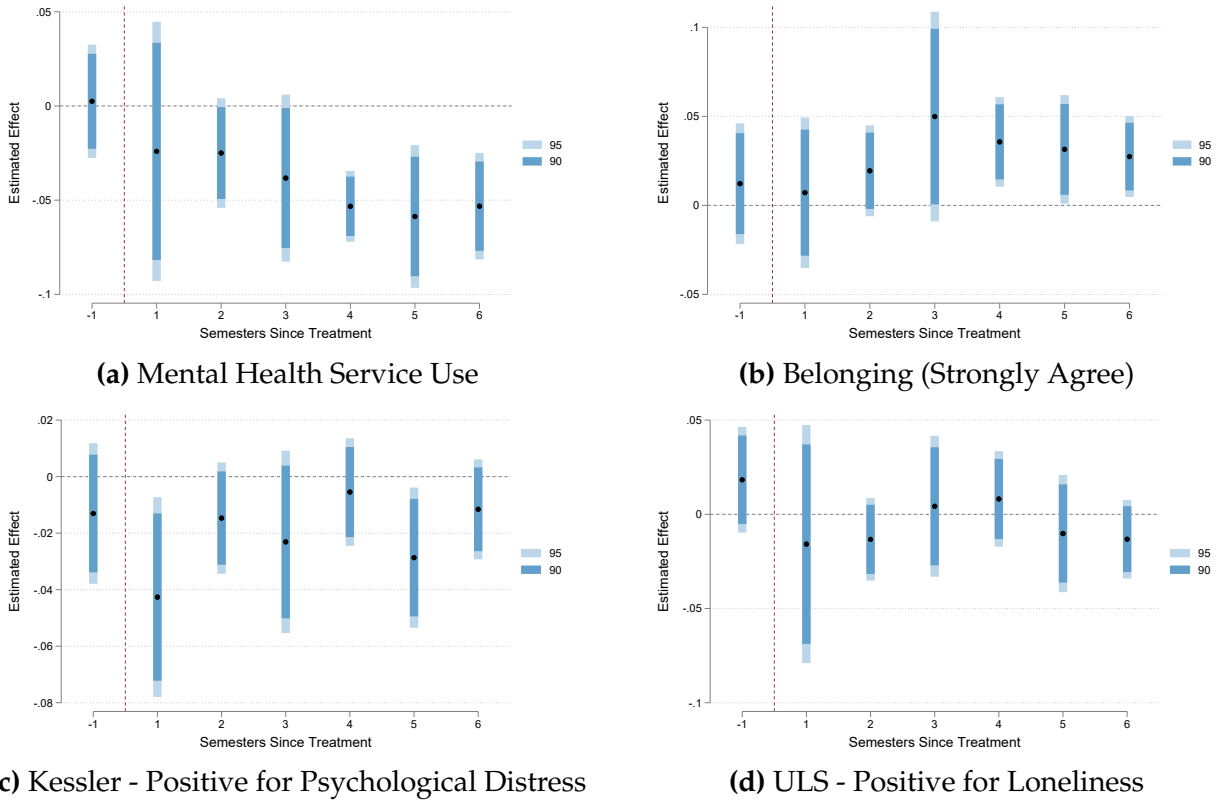 .05
0
-.05
-.1
Estimated Effect
-1 1 2 3 4 5 6
Semesters Since Treatment
95
90
(a) Mental Health Service Use
.1
.05
0
-.05
Estimated Effect
-1 1 2 3 4 5 6
Semesters Since Treatment
95
90
(b) Belonging (Strongly Agree)
.02
0
-.02
-.04
-.06
-.08
Estimated Effect
-1 1 2 3 4 5 6
Semesters Since Treatment
95
90
c) Kessler - Positive for Psychological Distress
.05
0
-.05
-.1
Estimated Effect
-1 1 2 3 4 5 6
Semesters Since Treatment
95
90
(d) ULS - Positive for Loneliness